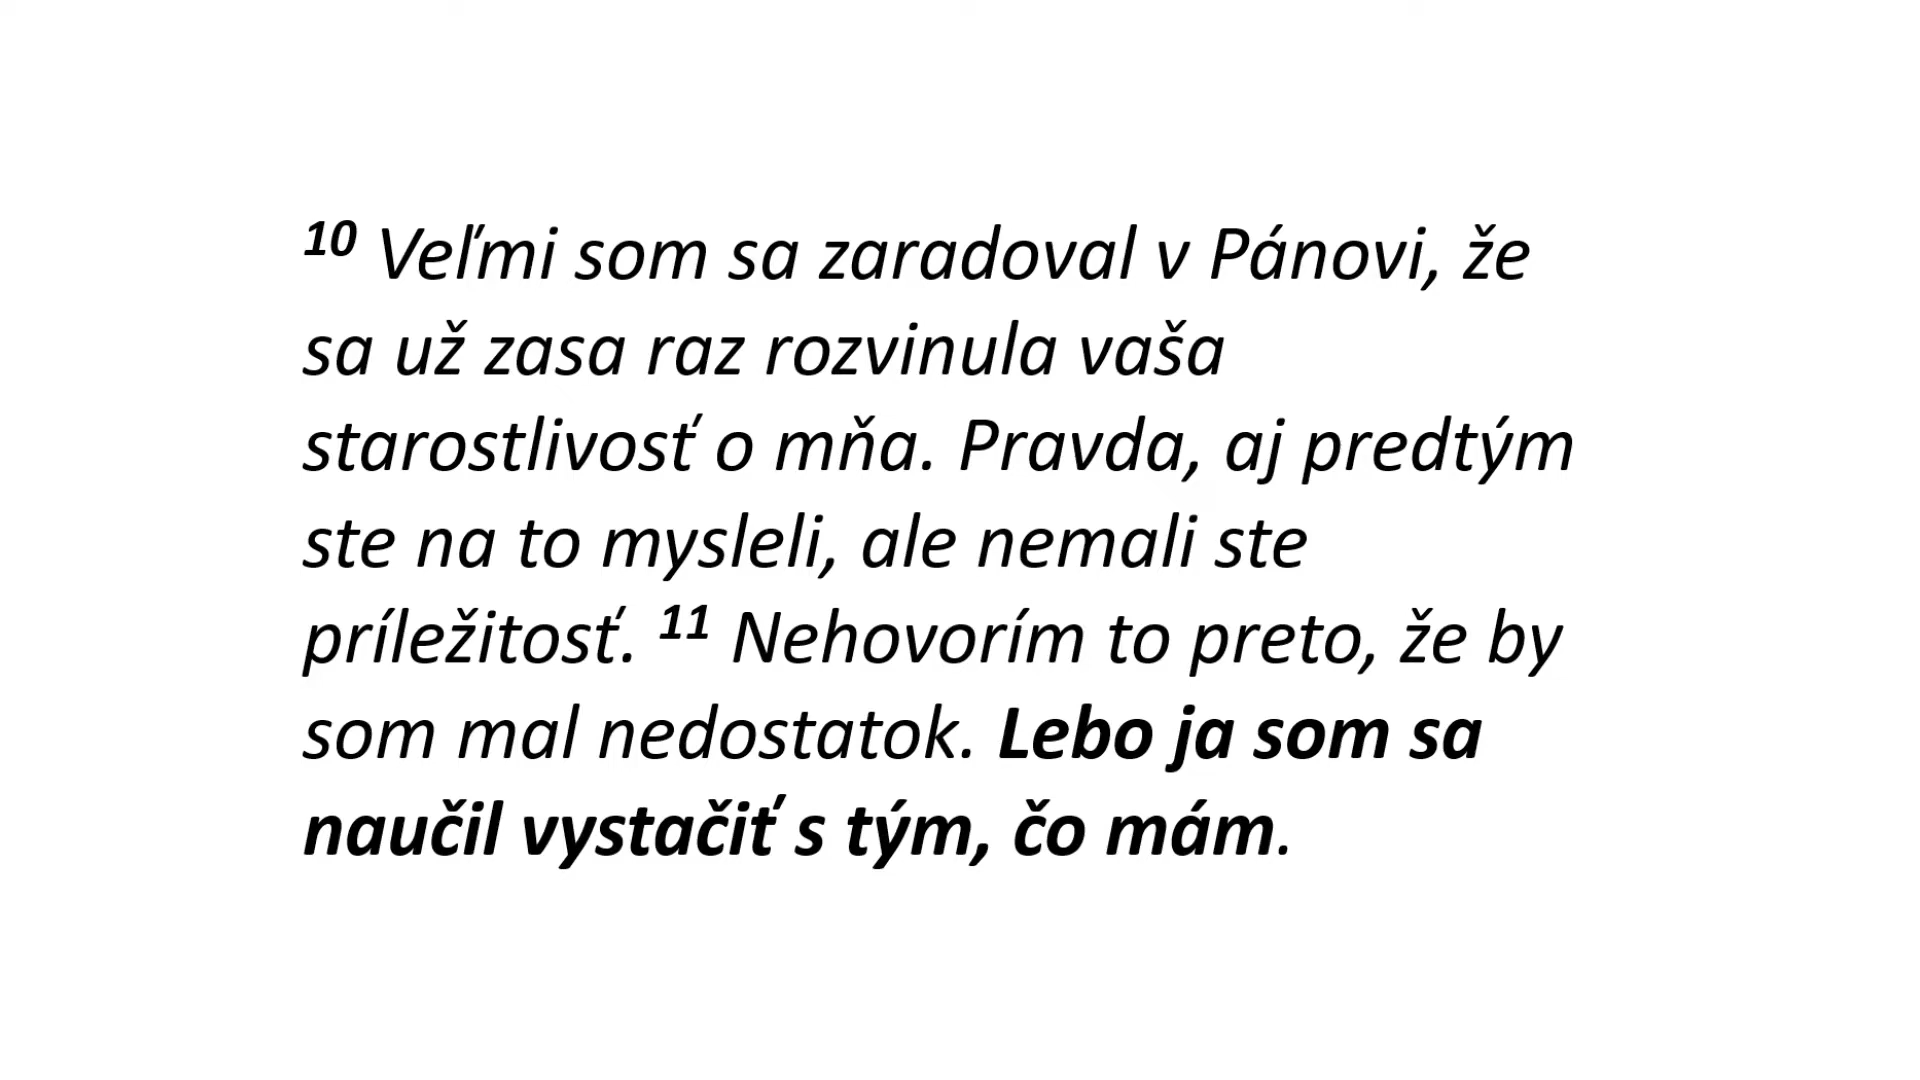 10 Veľmi som sa zaradoval v Pánovi, že
sa už zasa raz rozvinula vaša
starostlivosť o mňa. Pravda, aj predtým
ste na to mysleli, ale nemali ste
príležitosť. 11 Nehovorím to preto, že by
som mal nedostatok. Lebo ja som sa
naučil vystačiť s tým, čo mám.